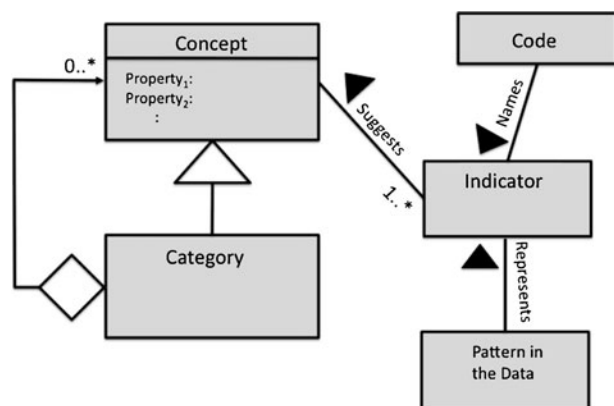 Concept
Property₁:
Property₂:
:
0..*
Suggests
1..*
Code
Names
Indicator
Represents
Category
Pattern in
the Data